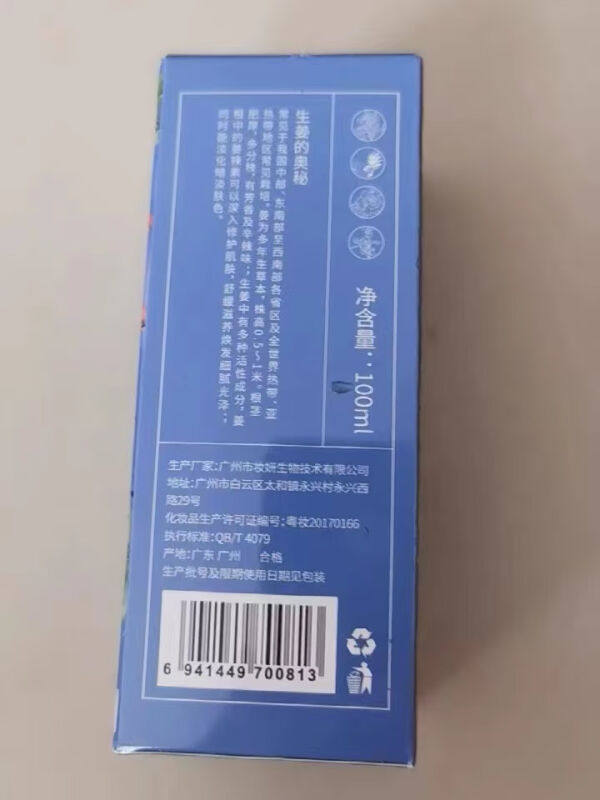 生姜的奥秘
常见于我国中部、东南部至西南部各省区及全世界热带、亚
热带地区常见栽培。姜为多年生草本，株高0.5～1米。根茎
肥厚，多分枝，有芳香及辛辣味；生姜中有多种活性成分，姜
根中的姜辣素可以深入修护肌肤，舒缓滋养焕发细腻光泽；
的同时淡化暗淡肤色。
净含量：100ml
生产厂家：广州市妆妍生物技术有限公司
地址：广州市白云区太和镇永兴村永兴西
路29号
化妆品生产许可证编号：粤妆20170166
执行标准：QB/T 4079
产地：广东 广州 合格
生产批号及限期使用日期见包装
6 941449 700813